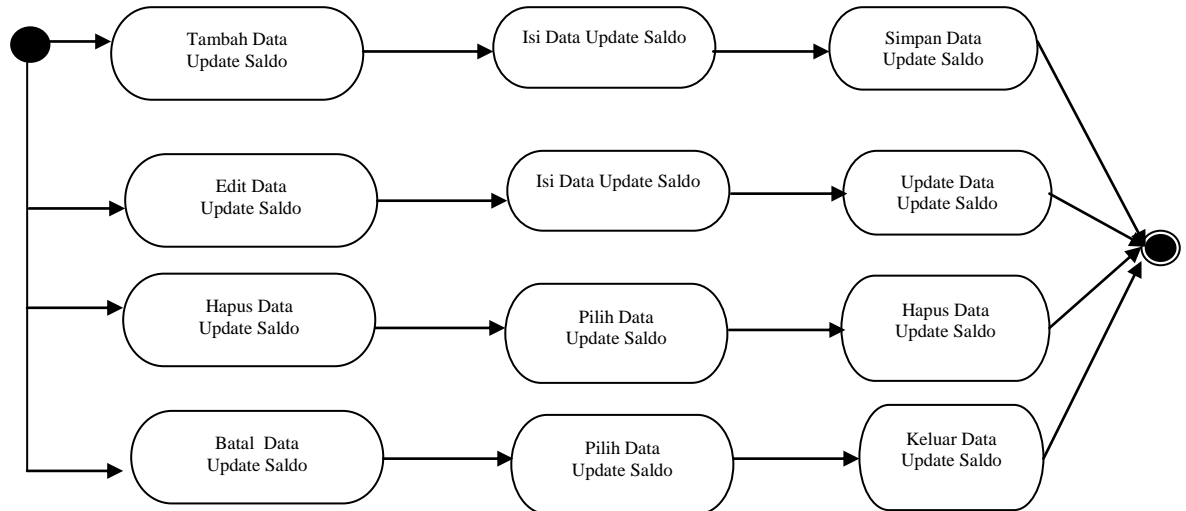 Tambah Data
Update Saldo
Isi Data Update Saldo
Simpan Data
Update Saldo
Edit Data
Update Saldo
Isi Data Update Saldo
Update Data
Update Saldo
Hapus Data
Update Saldo
Pilih Data
Update Saldo
Hapus Data
Update Saldo
Batal Data
Update Saldo
Pilih Data
Update Saldo
Keluar Data
Update Saldo